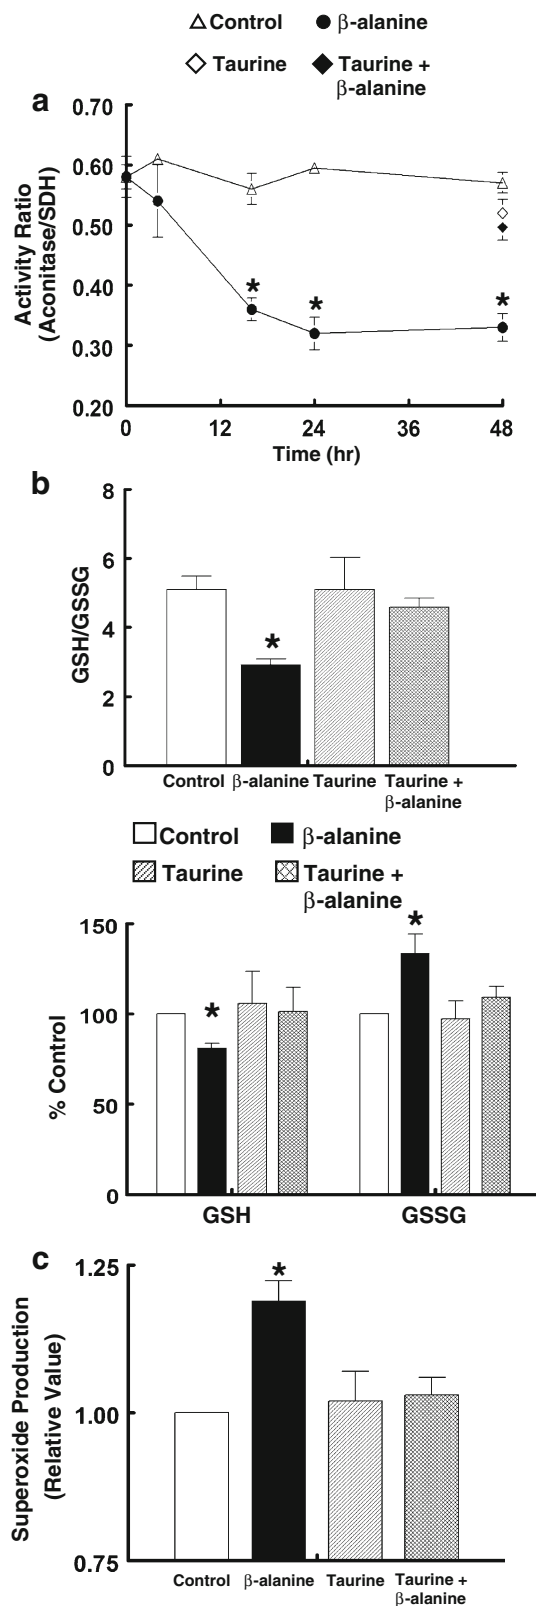 Control β-alanine
Taurine Taurine +
β-alanine
a
0.70
0.60
0.50
0.40
0.30
0.20
Activity Ratio
(Aconitase/SDH)
* * *
0 12 24 36 48
Time (hr)
b
8
6
4
2
0
GSH/GSSG
*
Control β-alanine Taurine Taurine +
β-alanine
Control β-alanine
Taurine Taurine +
β-alanine
150
100
50
0
% Control
* *
GSH GSSG
c
1.25
1.00
0.75
Superoxide Production
(Relative Value)
*
Control β-alanine Taurine Taurine +
β-alanine